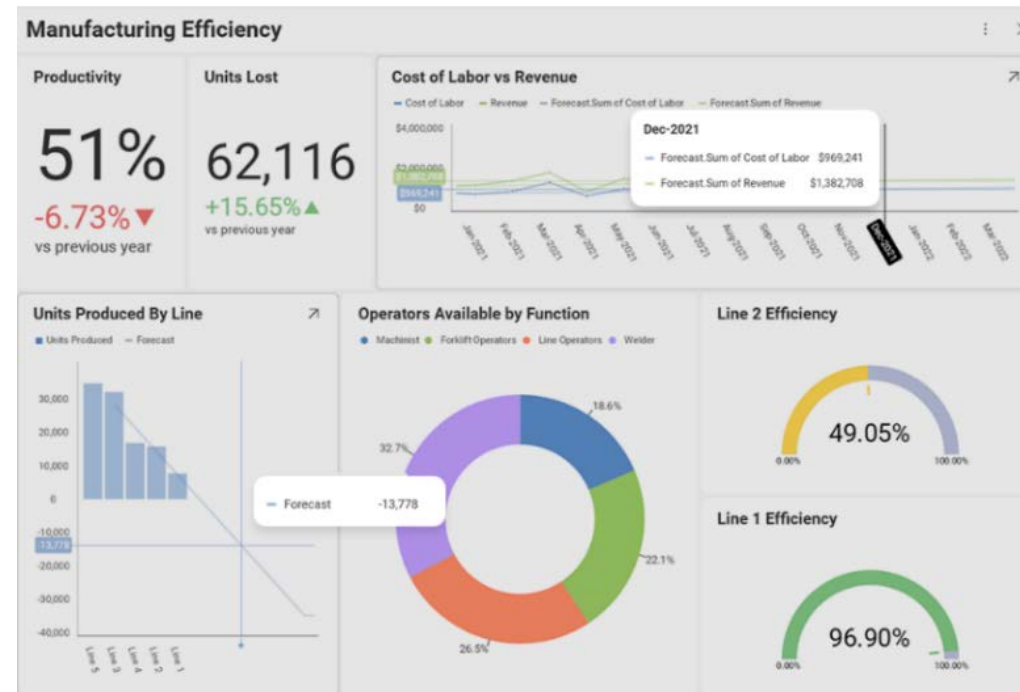 Manufacturing Efficiency
Productivity
51%
-6.73%▼
vs previous year
Units Lost
62,116
+15.65%▲
vs previous year
Cost of Labor vs Revenue
Cost of Labor Revenue Forecast.Sum of Cost of Labor Forecast.Sum of Revenue
$4,000,000
$2,000,000
$1,382,708
$969,241
$0
Dec-2021
Forecast.Sum of Cost of Labor $969,241
Forecast.Sum of Revenue $1,382,708
Jan-2021
Feb-2021
Mar-2021
Apr-2021
May-2021
Jun-2021
Jul-2021
Aug-2021
Sep-2021
Oct-2021
Nov-2021
Dec-2021
Jan-2022
Feb-2022
Mar-2022
Units Produced By Line
Units Produced Forecast
30,000
20,000
10,000
0
-10,000
-13,778
-20,000
-30,000
-40,000
Line 5
Line 3
Line 4
Line 2
Line 1
Forecast -13,778
Operators Available by Function
Machinist Forklift Operators Line Operators Welder
18.6%
32.7%
22.1%
26.5%
Line 2 Efficiency
49.05%
0.00% 100.00%
Line 1 Efficiency
96.90%
0.00% 100.00%